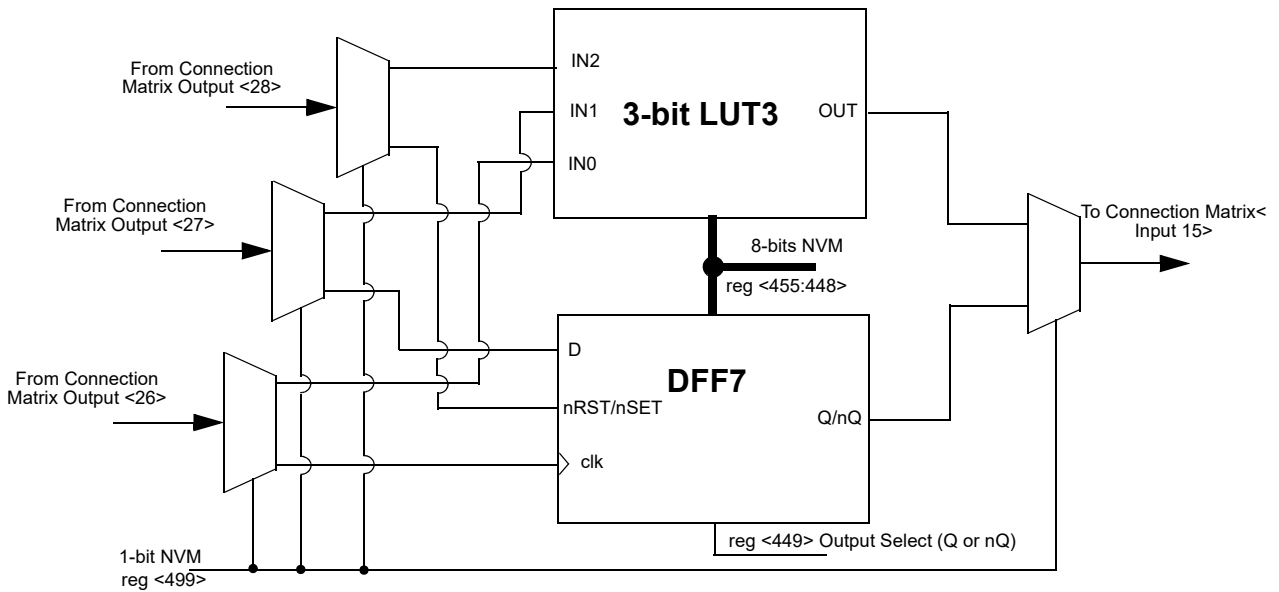 From Connection
Matrix Output <28>
IN2
IN1
IN0
3-bit LUT3
OUT
From Connection
Matrix Output <27>
To Connection Matrix<
Input 15>
8-bits NVM
reg <455:448>
From Connection
Matrix Output <26>
D
DFF7
nRST/nSET
Q/nQ
clk
reg <449> Output Select (Q or nQ)
1-bit NVM
reg <499>